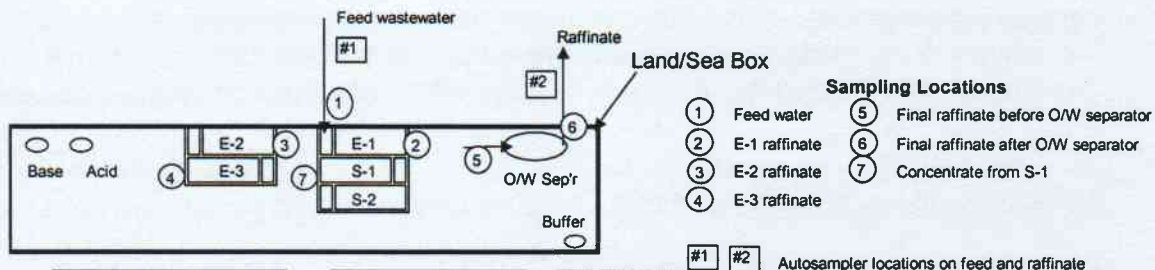 Feed wastewater
#1
Raffinate
#2
Land/Sea Box
1
6
E-2
3
E-1
2
5
Base
Acid
4
E-3
7
S-1
O/W Sep'r
S-2
Buffer
Sampling Locations
1 Feed water
5 Final raffinate before O/W separator
2 E-1 raffinate
6 Final raffinate after O/W separator
3 E-2 raffinate
7 Concentrate from S-1
4 E-3 raffinate
#1 #2 Autosampler locations on feed and raffinate